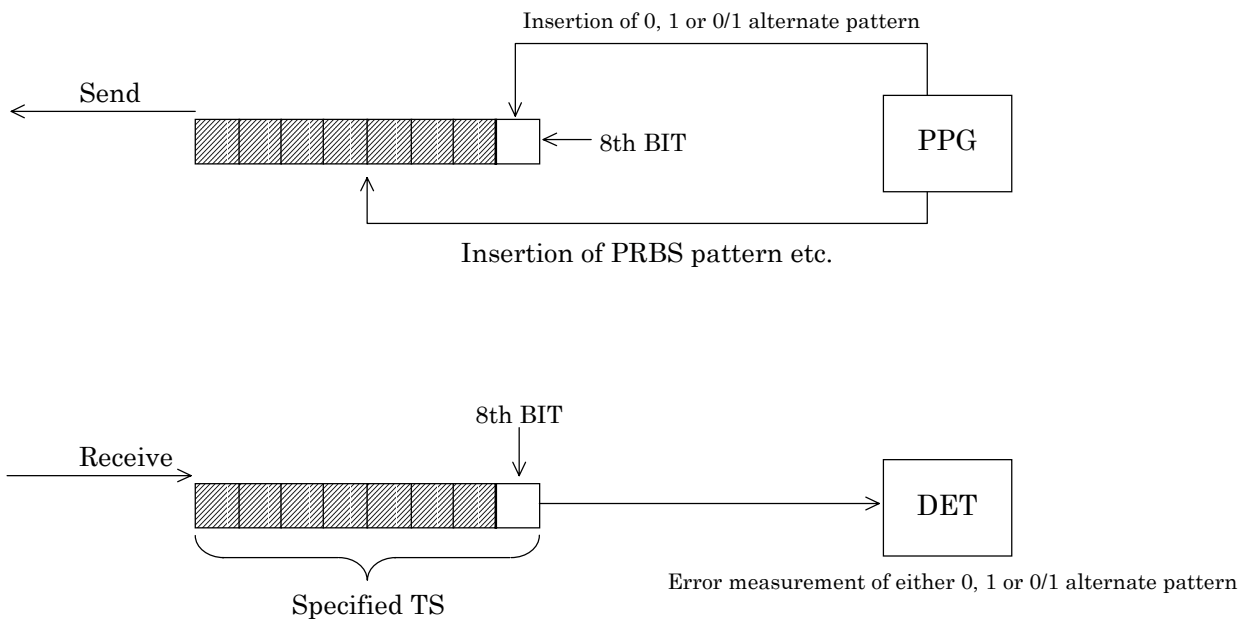 Insertion of 0, 1 or 0/1 alternate pattern
Send
8th BIT
PPG
Insertion of PRBS pattern etc.
8th BIT
Receive
DET
Error measurement of either 0, 1 or 0/1 alternate pattern
Specified TS